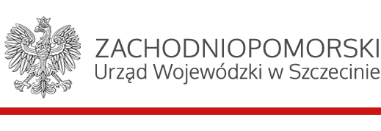 ZACHODNIOPOMORSKI
Urząd Wojewódzki w Szczecinie